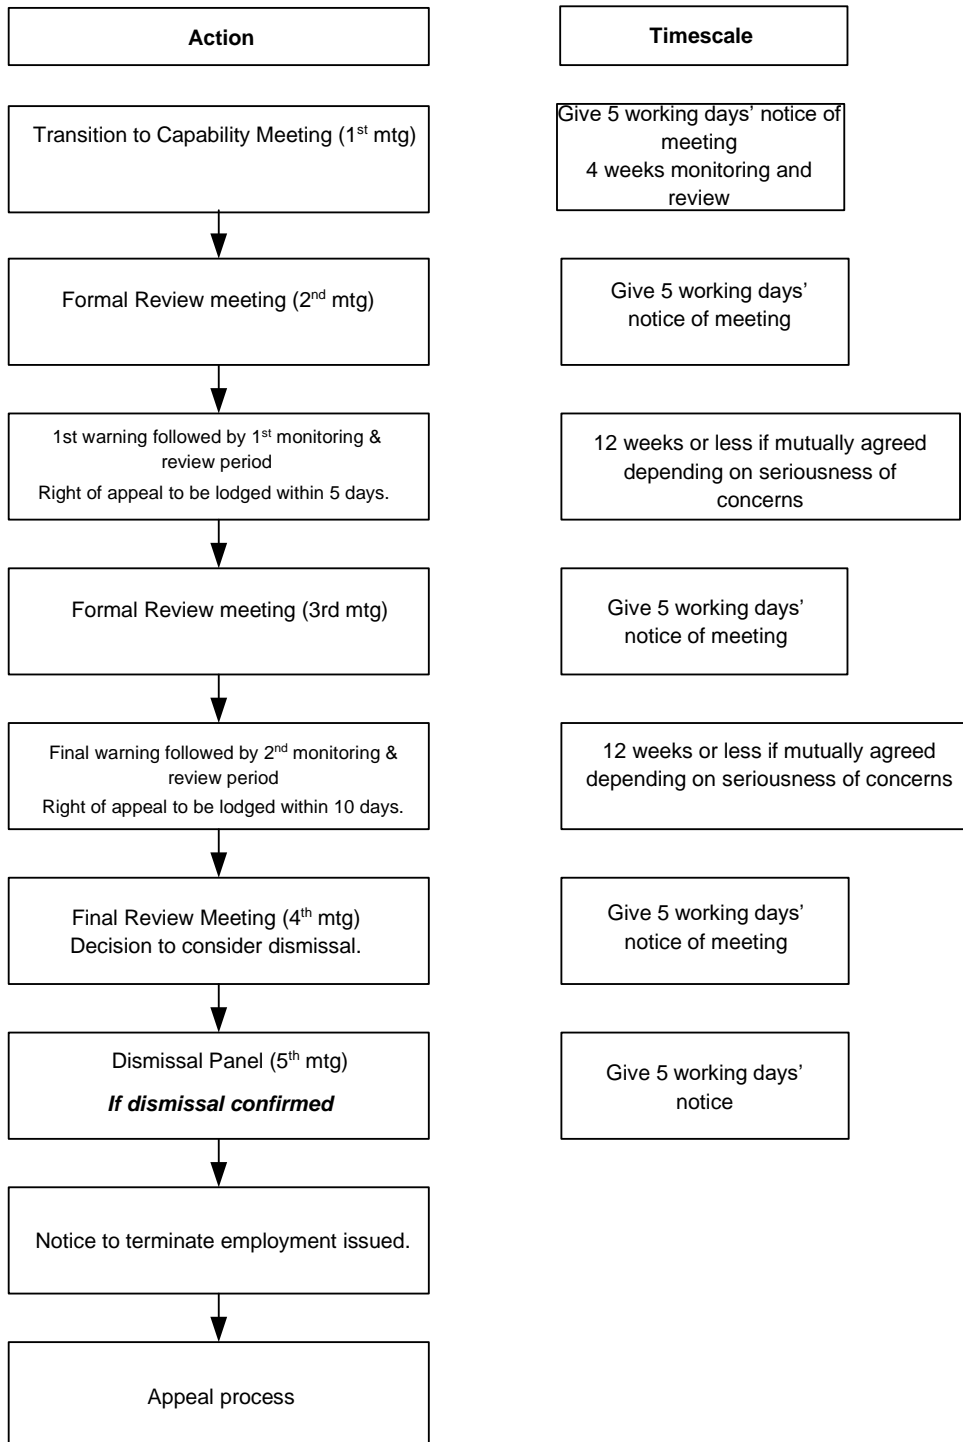 Action
Timescale
Transition to Capability Meeting (1st mtg)
Give 5 working days’ notice of
meeting
4 weeks monitoring and
review
Formal Review meeting (2nd mtg)
Give 5 working days’
notice of meeting
1st warning followed by 1st monitoring &
review period
Right of appeal to be lodged within 5 days.
12 weeks or less if mutually agreed
depending on seriousness of
concerns
Formal Review meeting (3rd mtg)
Give 5 working days’
notice of meeting
Final warning followed by 2nd monitoring &
review period
Right of appeal to be lodged within 10 days.
12 weeks or less if mutually agreed
depending on seriousness of concerns
Final Review Meeting (4th mtg)
Decision to consider dismissal.
Give 5 working days’
notice of meeting
Dismissal Panel (5th mtg)
If dismissal confirmed
Give 5 working days’
notice
Notice to terminate employment issued.
Appeal process